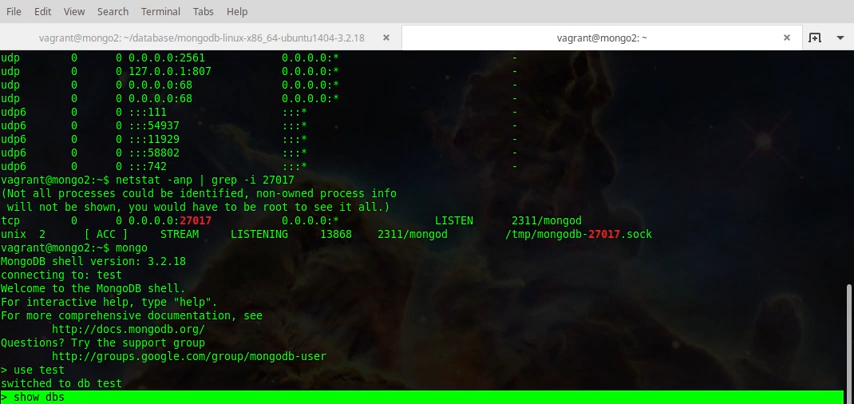 File Edit View Search Terminal Tabs Help
vagrant@mongo2: ~/database/mongodb-linux-x86_64-ubuntu1404-3.2.18 × vagrant@mongo2: ~ ×
udp        0      0 0.0.0.0:2561            0.0.0.0:*                           -
udp        0      0 127.0.0.1:807           0.0.0.0:*                           -
udp        0      0 0.0.0.0:68              0.0.0.0:*                           -
udp        0      0 0.0.0.0:68              0.0.0.0:*                           -
udp6       0      0 :::111                  :::*                                -
udp6       0      0 :::54937                :::*                                -
udp6       0      0 :::11929                :::*                                -
udp6       0      0 :::58802                :::*                                -
udp6       0      0 :::742                  :::*                                -
vagrant@mongo2:~$ netstat -anp | grep -i 27017
(Not all processes could be identified, non-owned process info
 will not be shown, you would have to be root to see it all.)
tcp        0      0 0.0.0.0:27017           0.0.0.0:*               LISTEN      2311/mongod
unix  2      [ ACC ]     STREAM     LISTENING     13868    2311/mongod         /tmp/mongodb-27017.sock
vagrant@mongo2:~$ mongo
MongoDB shell version: 3.2.18
connecting to: test
Welcome to the MongoDB shell.
For interactive help, type "help".
For more comprehensive documentation, see
        http://docs.mongodb.org/
Questions? Try the support group
        http://groups.google.com/group/mongodb-user
> use test
switched to db test
> show dbs